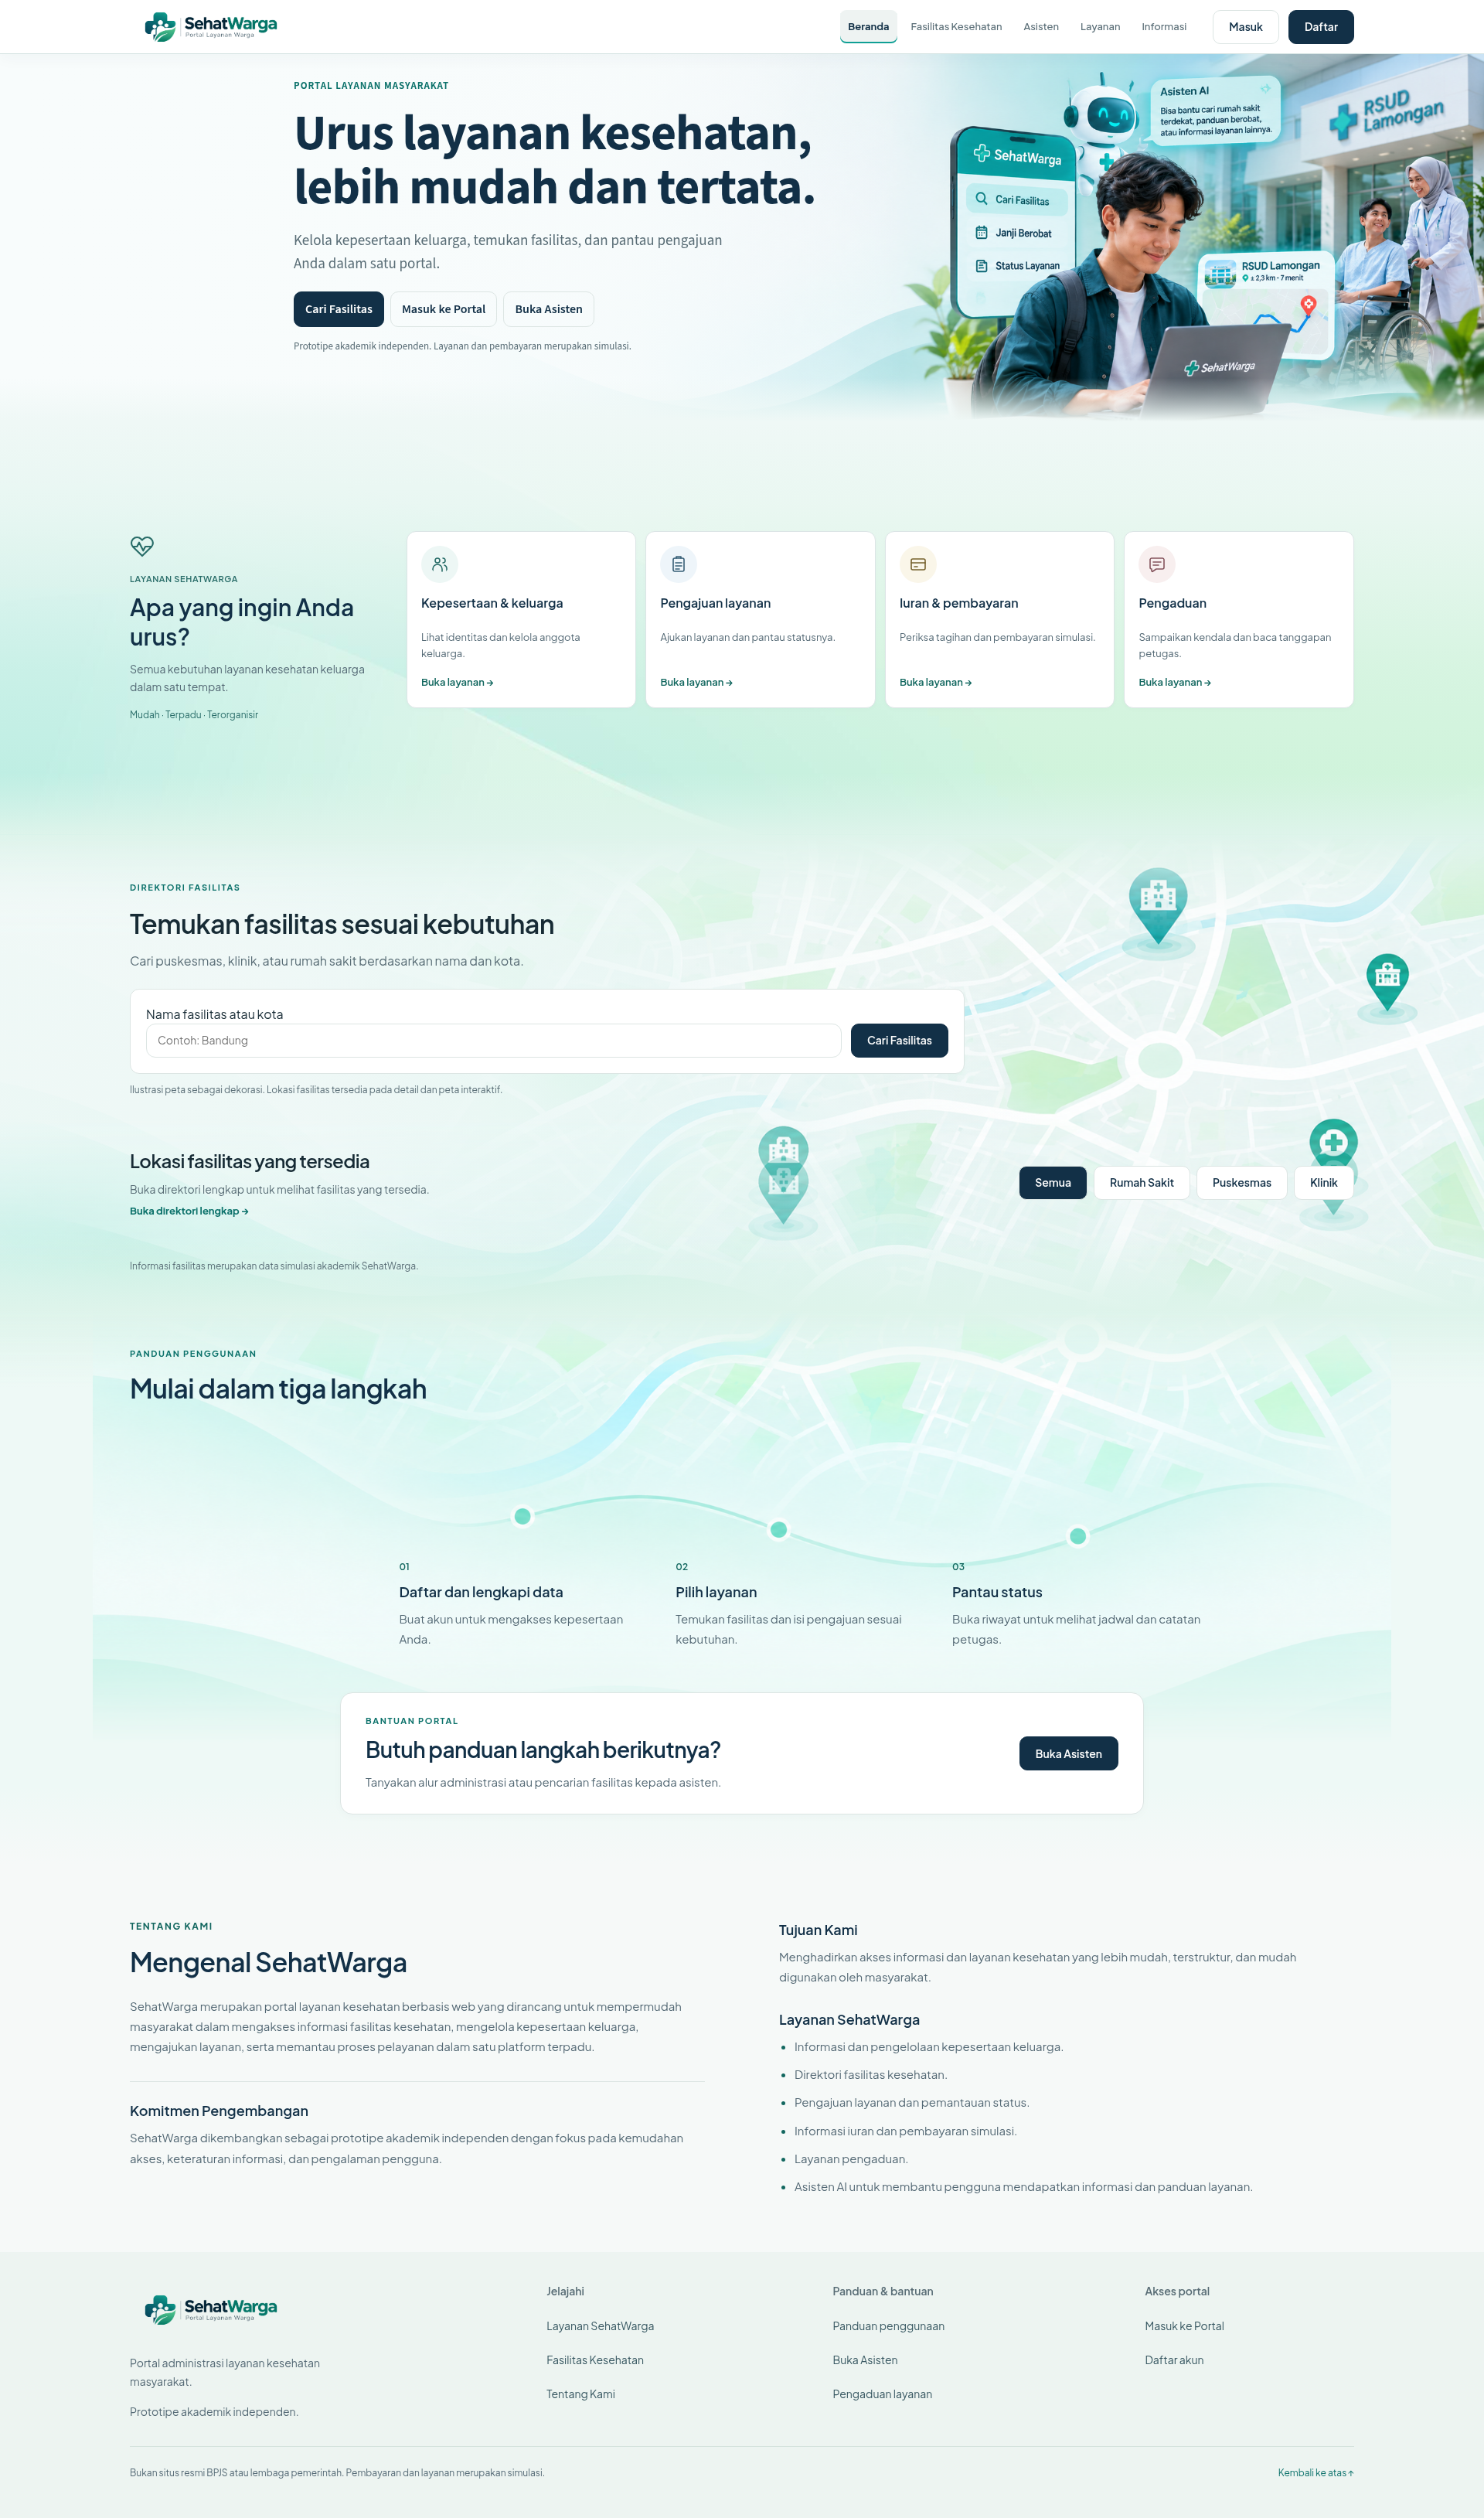 SehatWarga
Portal Layanan Warga
Beranda
Fasilitas Kesehatan
Asisten
Layanan
Informasi
Masuk
Daftar
PORTAL LAYANAN MASYARAKAT
Urus layanan kesehatan,
lebih mudah dan tertata.
Kelola kepesertaan keluarga, temukan fasilitas, dan pantau pengajuan
Anda dalam satu portal.
Cari Fasilitas
Masuk ke Portal
Buka Asisten
Prototipe akademik independen. Layanan dan pembayaran merupakan simulasi.
SehatWarga
Cari Fasilitas
Janji Berobat
Status Layanan
Asisten AI
Bisa bantu cari rumah sakit
terdekat, panduan berobat,
atau informasi layanan lainnya.
RSUD
Lamongan
RSUD Lamongan
± 2,3 km · 7 menit
SehatWarga
LAYANAN SEHATWARGA
Apa yang ingin Anda
urus?
Semua kebutuhan layanan kesehatan keluarga
dalam satu tempat.
Mudah · Terpadu · Terorganisir
Kepesertaan & keluarga
Lihat identitas dan kelola anggota
keluarga.
Buka layanan →
Pengajuan layanan
Ajukan layanan dan pantau statusnya.
Buka layanan →
Iuran & pembayaran
Periksa tagihan dan pembayaran simulasi.
Buka layanan →
Pengaduan
Sampaikan kendala dan baca tanggapan
petugas.
Buka layanan →
DIREKTORI FASILITAS
Temukan fasilitas sesuai kebutuhan
Cari puskesmas, klinik, atau rumah sakit berdasarkan nama dan kota.
Nama fasilitas atau kota
Contoh: Bandung
Cari Fasilitas
Ilustrasi peta sebagai dekorasi. Lokasi fasilitas tersedia pada detail dan peta interaktif.
Lokasi fasilitas yang tersedia
Buka direktori lengkap untuk melihat fasilitas yang tersedia.
Buka direktori lengkap →
Semua
Rumah Sakit
Puskesmas
Klinik
Informasi fasilitas merupakan data simulasi akademik SehatWarga.
PANDUAN PENGGUNAAN
Mulai dalam tiga langkah
01
Daftar dan lengkapi data
Buat akun untuk mengakses kepesertaan
Anda.
02
Pilih layanan
Temukan fasilitas dan isi pengajuan sesuai
kebutuhan.
03
Pantau status
Buka riwayat untuk melihat jadwal dan catatan
petugas.
BANTUAN PORTAL
Butuh panduan langkah berikutnya?
Tanyakan alur administrasi atau pencarian fasilitas kepada asisten.
Buka Asisten
TENTANG KAMI
Mengenal SehatWarga
SehatWarga merupakan portal layanan kesehatan berbasis web yang dirancang untuk mempermudah
masyarakat dalam mengakses informasi fasilitas kesehatan, mengelola kepesertaan keluarga,
mengajukan layanan, serta memantau proses pelayanan dalam satu platform terpadu.
Komitmen Pengembangan
SehatWarga dikembangkan sebagai prototipe akademik independen dengan fokus pada kemudahan
akses, keteraturan informasi, dan pengalaman pengguna.
Tujuan Kami
Menghadirkan akses informasi dan layanan kesehatan yang lebih mudah, terstruktur, dan mudah
digunakan oleh masyarakat.
Layanan SehatWarga
Informasi dan pengelolaan kepesertaan keluarga.
Direktori fasilitas kesehatan.
Pengajuan layanan dan pemantauan status.
Informasi iuran dan pembayaran simulasi.
Layanan pengaduan.
Asisten AI untuk membantu pengguna mendapatkan informasi dan panduan layanan.
SehatWarga
Portal Layanan Warga
Portal administrasi layanan kesehatan
masyarakat.
Prototipe akademik independen.
Jelajahi
Layanan SehatWarga
Fasilitas Kesehatan
Tentang Kami
Panduan & bantuan
Panduan penggunaan
Buka Asisten
Pengaduan layanan
Akses portal
Masuk ke Portal
Daftar akun
Bukan situs resmi BPJS atau lembaga pemerintah. Pembayaran dan layanan merupakan simulasi.
Kembali ke atas ↑